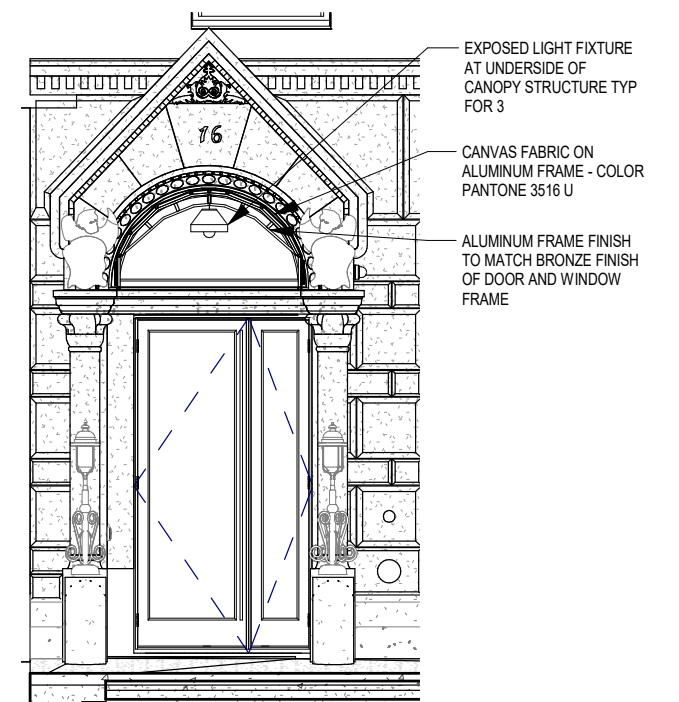 EXPOSED LIGHT FIXTURE
AT UNDERSIDE OF
CANOPY STRUCTURE TYP
FOR 3
CANVAS FABRIC ON
ALUMINUM FRAME - COLOR
PANTONE 3516 U
ALUMINUM FRAME FINISH
TO MATCH BRONZE FINISH
OF DOOR AND WINDOW
FRAME
16